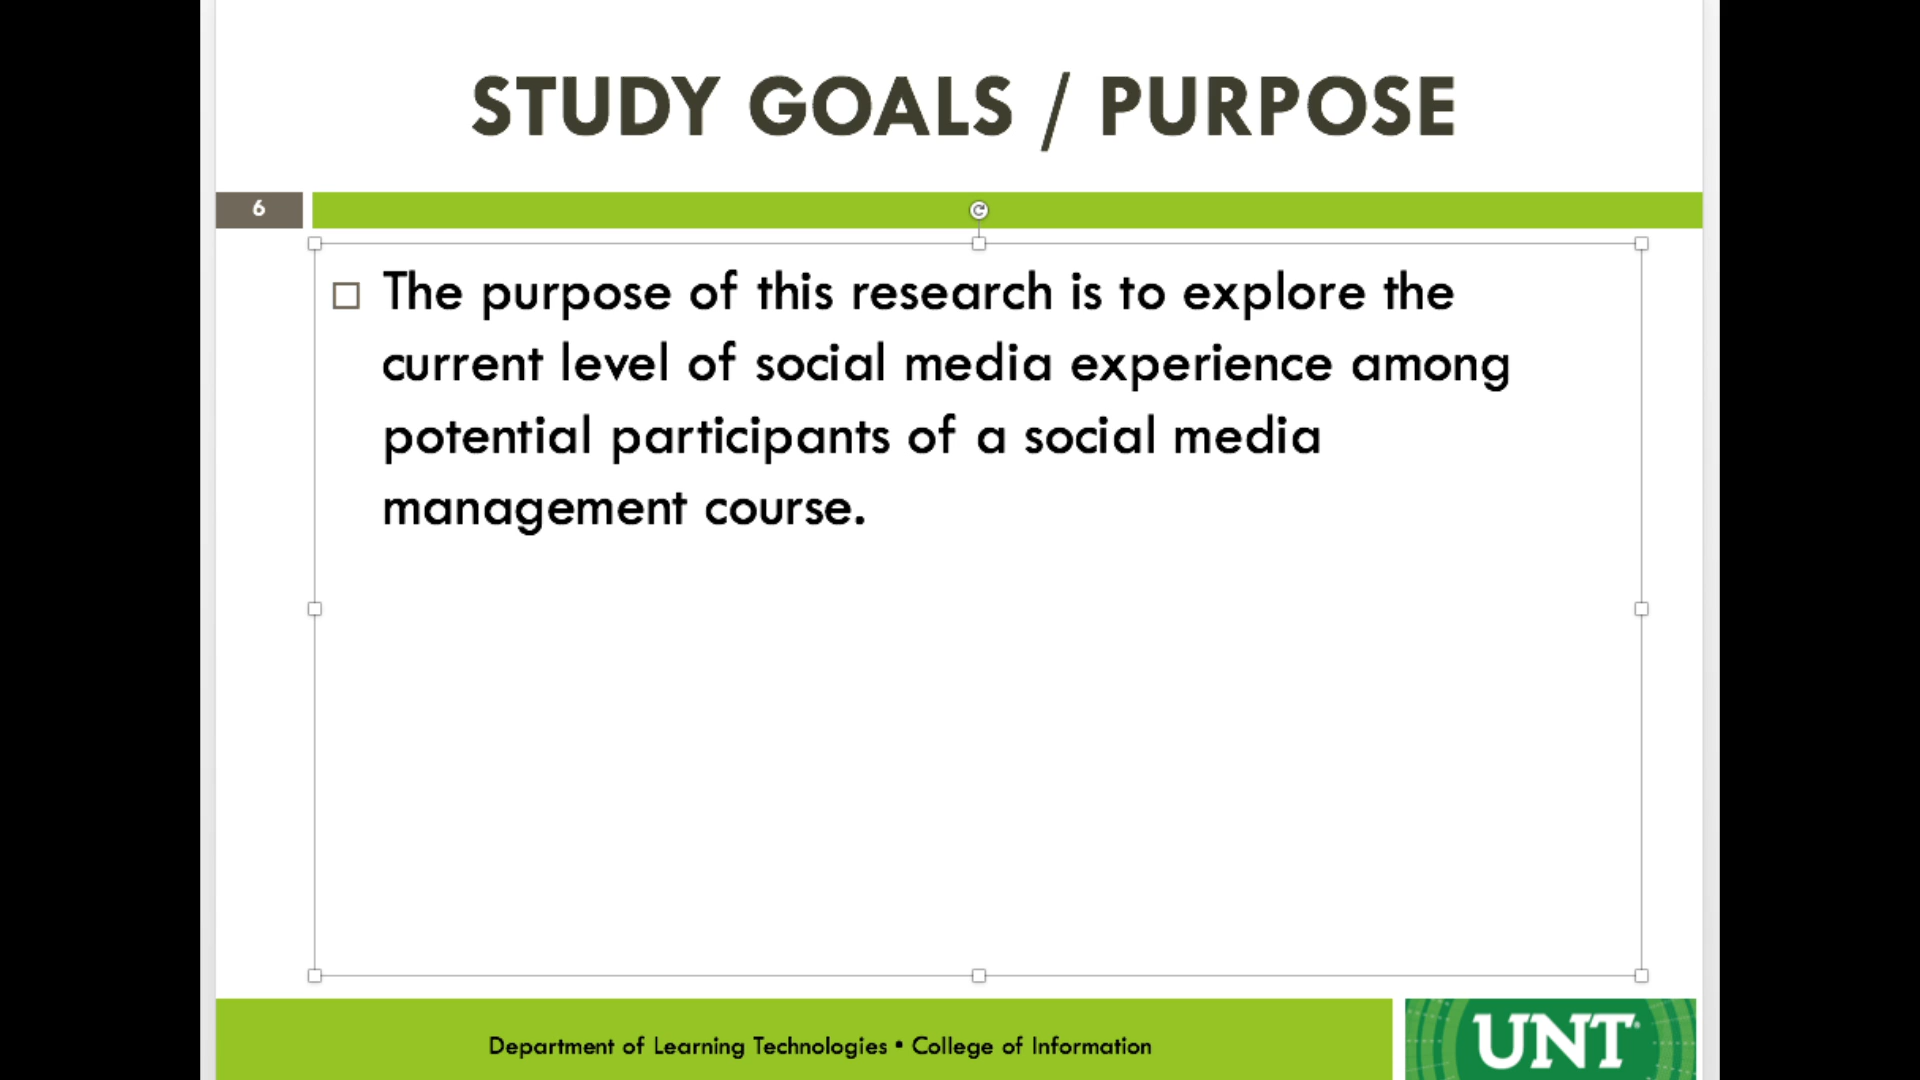 STUDY GOALS / PURPOSE
6
The purpose of this research is to explore the
current level of social media experience among
potential participants of a social media
management course.
Department of Learning Technologies • College of Information
UNT